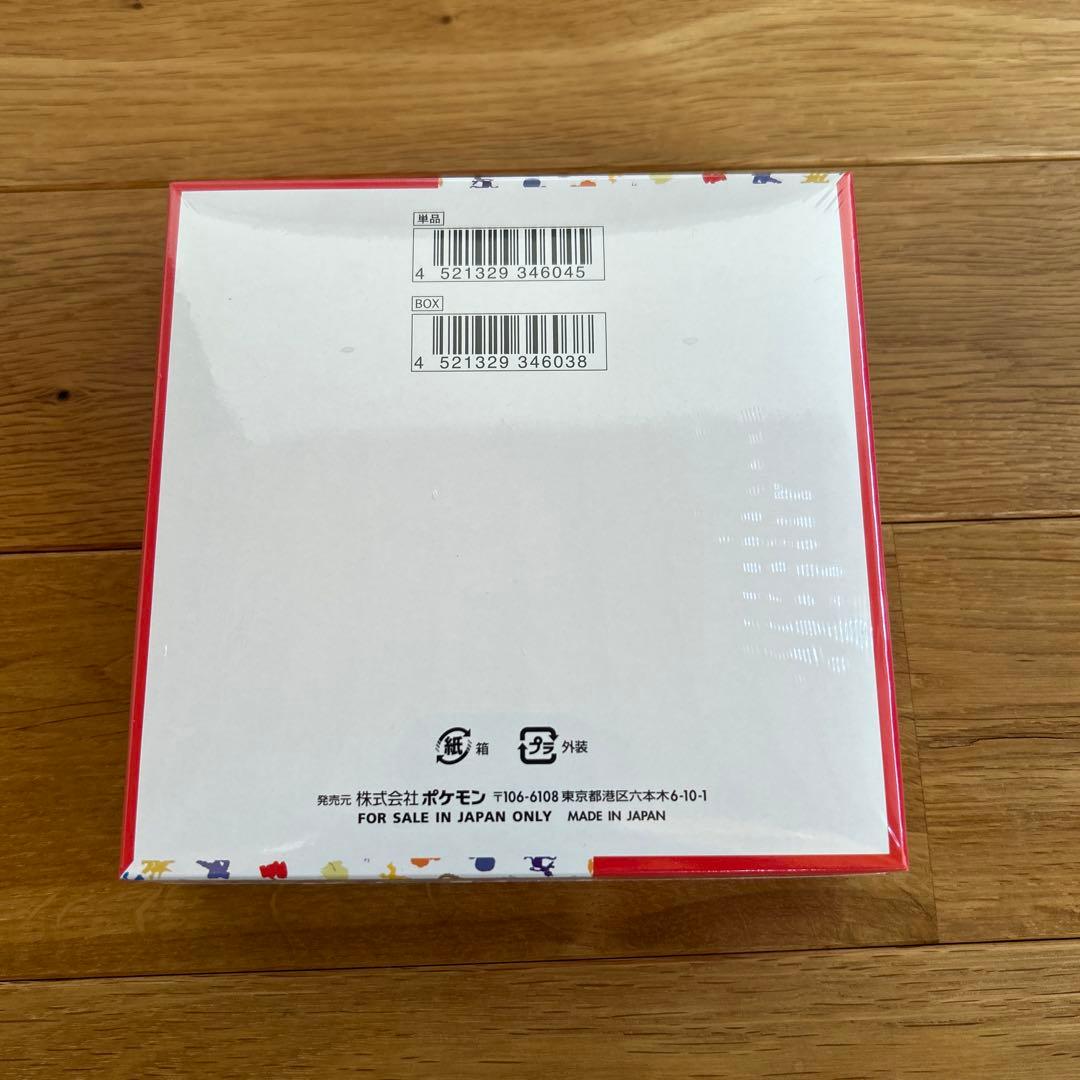 単品
4 521329 346045
BOX
4 521329 346038
紙 箱 プラ 外装
発売元 株式会社 ポケモン 〒106-6108 東京都港区六本木6-10-1
FOR SALE IN JAPAN ONLY MADE IN JAPAN